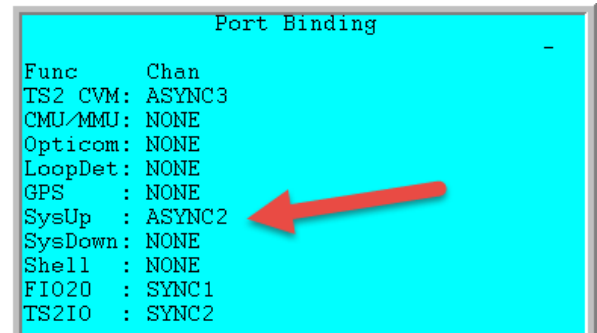 Port Binding
Func Chan
TS2 CVM: ASYNC3
CMU/MMU: NONE
Opticom: NONE
LoopDet: NONE
GPS : NONE
SysUp : ASYNC2
SysDown: NONE
Shell : NONE
FIO20 : SYNC1
TS2IO : SYNC2